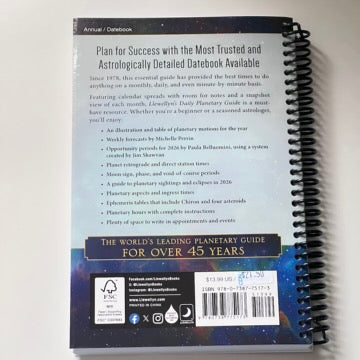 Annual / Datebook
Plan for Success with the Most Trusted and
Astrologically Detailed Datebook Available
Since 1978, this essential guide has provided the best times to do
anything on a monthly, daily, and even minute-by-minute basis.
Featuring calendar spreads with room for notes and a snapshot
view of each month, Llewellyn's Daily Planetary Guide is a must-
have resource. Whether you're a beginner or a seasoned astrologer,
you'll enjoy:
• An illustration and table of planetary motions for the year
• Weekly forecasts by Michelle Perrin
• Opportunity periods for 2026 by Paula Belluomini, using a system
created by Jim Shawvan
• Planet retrograde and direct station times
• Moon sign, phase, and void-of-course periods
• A guide to planetary sightings and eclipses in 2026
• Planetary aspects and ingress times
• Ephemeris tables that include Chiron and four asteroids
• Planetary hours with complete instructions
• Plenty of space to write in appointments and events
THE WORLD'S LEADING PLANETARY GUIDE
FOR OVER 45 YEARS
FSC
MIX
Facebook.com/LlewellynBooks
@LlewellynBooks
@LlewellynBooks
www.Llewellyn.com
PRINTED IN CHINA
$13.99 US /
ISBN 978-0-7387-7517-3